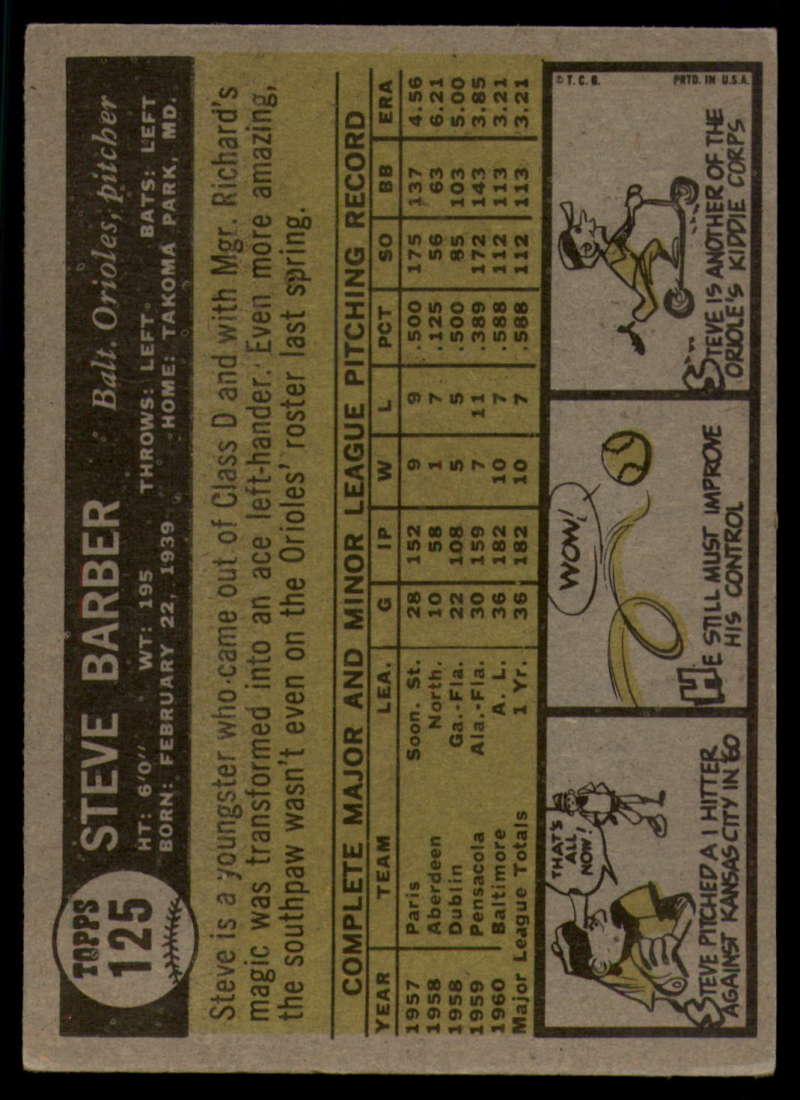 TOPPS
125
STEVE BARBER Balt. Orioles, pitcher
HT: 6'0" WT: 195 THROWS: LEFT BATS: LEFT
BORN: FEBRUARY 22, 1939 HOME: TAKOMA PARK, MD.
Steve is a youngster who came out of Class D and with Mgr. Richard's
magic was transformed into an ace left-hander. Even more amazing,
the southpaw wasn't even on the Orioles' roster last spring.
COMPLETE MAJOR AND MINOR LEAGUE PITCHING RECORD
YEAR TEAM LEA. G IP W L PCT SO BB ERA
1957 Paris Soon. St. 28 152 9 9 .500 175 137 4.56
1958 Aberdeen North. 10 58 1 7 .125 56 63 6.21
1958 Dublin Ga.-Fla. 22 108 5 5 .500 85 103 5.00
1959 Pensacola Ala.-Fla. 30 159 7 11 .389 172 143 3.85
1960 Baltimore A. L. 36 182 10 7 .588 112 113 3.21
Major League Totals 1 Yr. 36 182 10 7 .588 112 113 3.21
THAT'S
ALL
NOW!
STEVE PITCHED A 1 HITTER
AGAINST KANSAS CITY IN '60
WOW!
HE STILL MUST IMPROVE
HIS CONTROL
© T. C. G. PRTD. IN U.S.A.
STEVE IS ANOTHER OF THE
ORIOLE'S KIDDIE CORPS